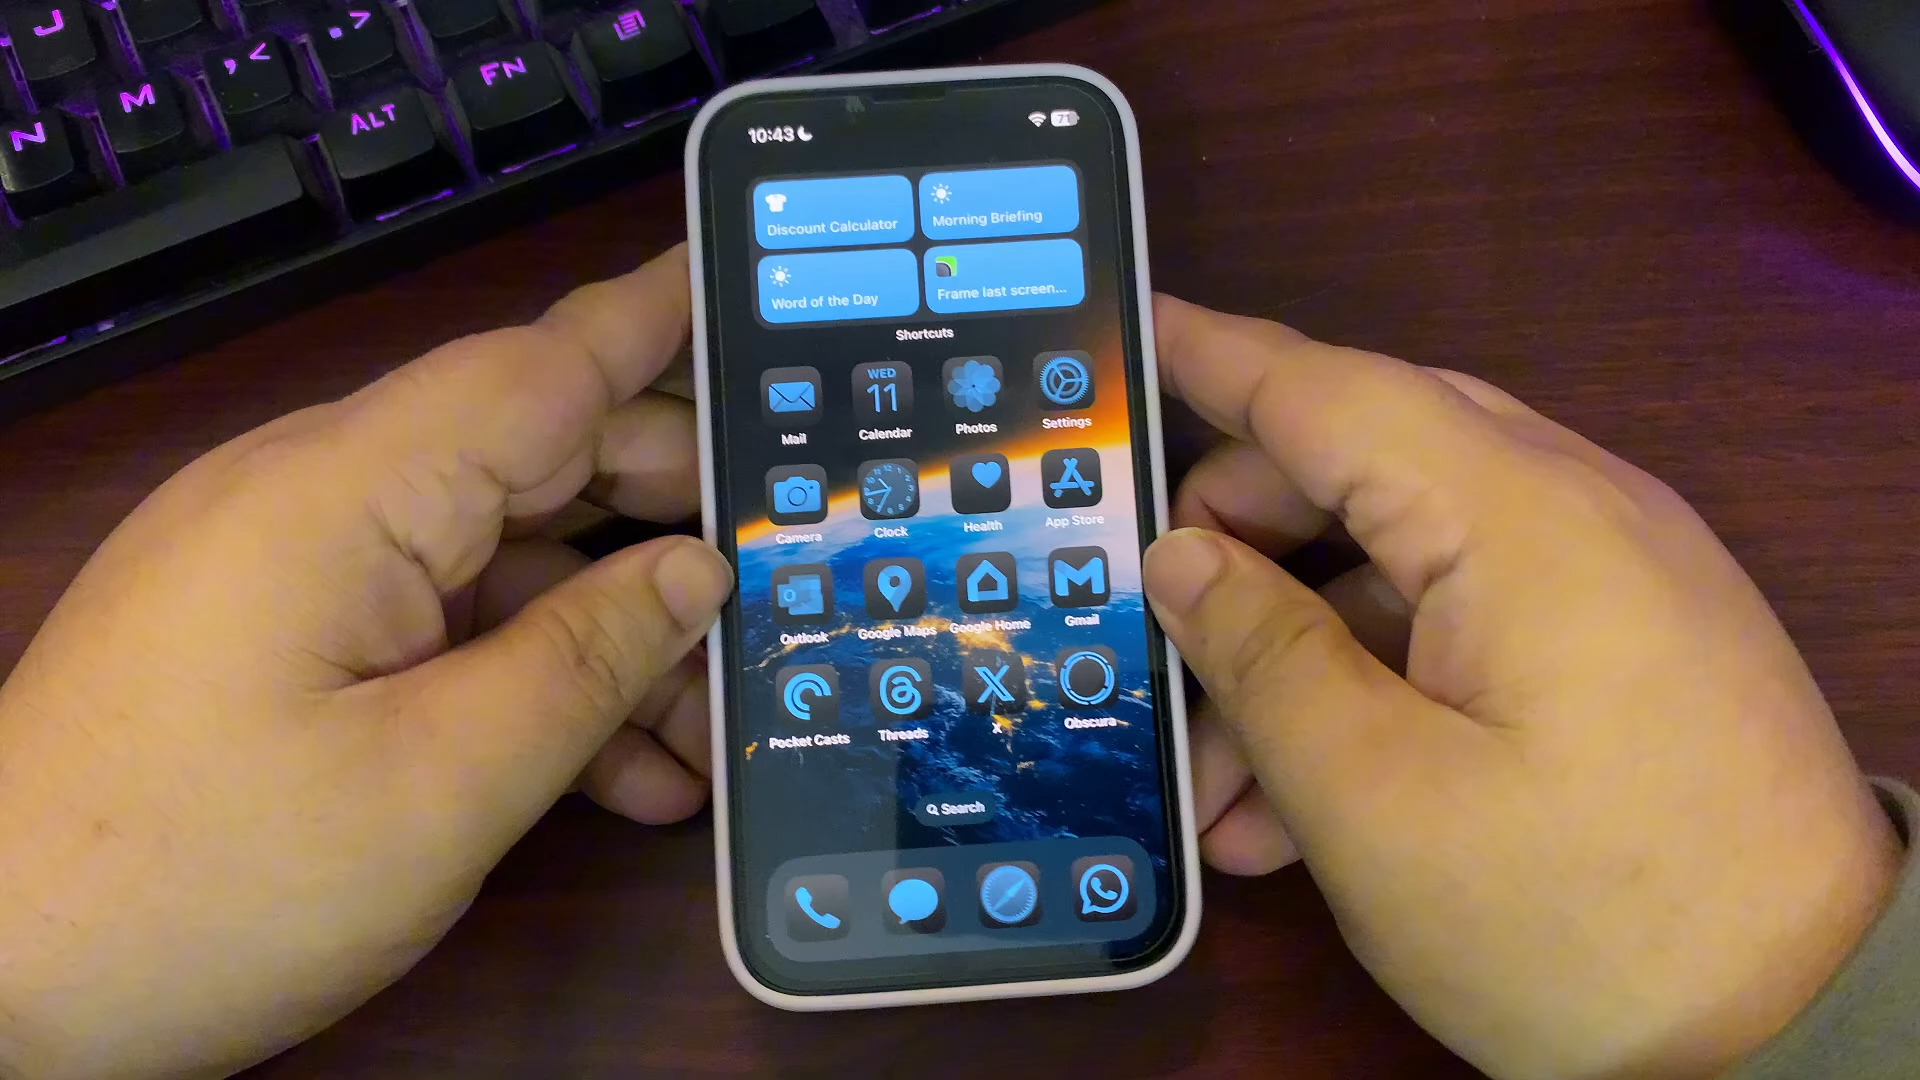 J
, <
. >
N
M
ALT
FN
10:43
71
Discount Calculator
Morning Briefing
Word of the Day
Frame last screen...
Shortcuts
WED
11
Mail
Calendar
Photos
Settings
Camera
Clock
Health
App Store
Outlook
Google Maps
Google Home
Gmail
Pocket Casts
Threads
X
Obscura
Search